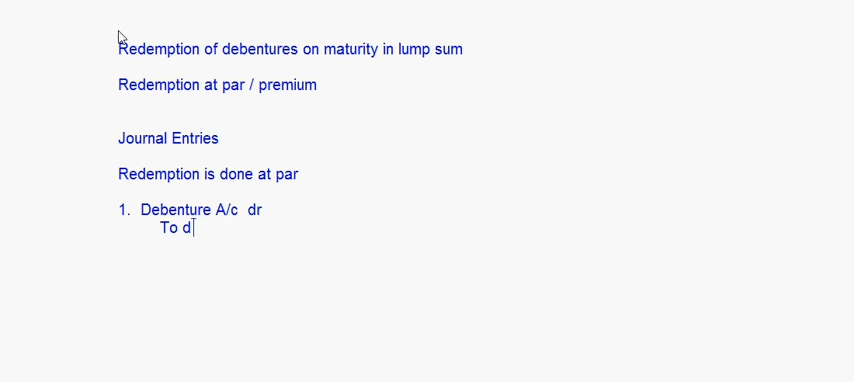 Redemption of debentures on maturity in lump sum
Redemption at par / premium
Journal Entries
Redemption is done at par
1. Debenture A/c dr
To d